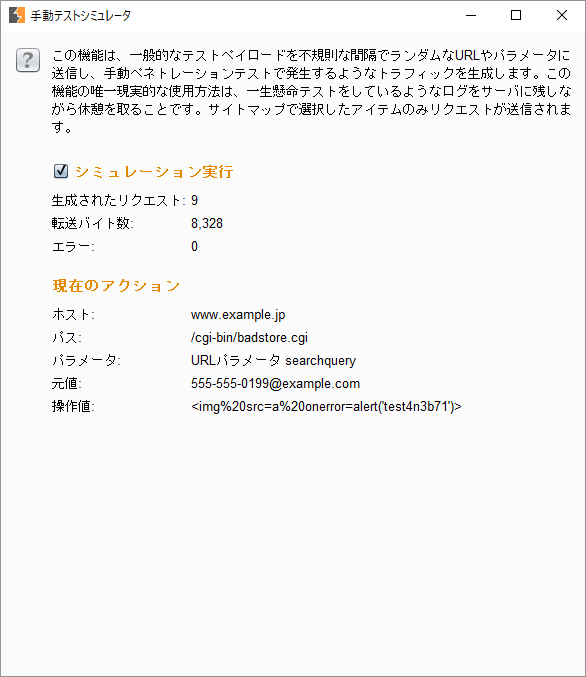 手動テストシミュレータ
この機能は、一般的なテストペイロードを不規則な間隔でランダムなURLやパラメータに
送信し、手動ペネトレーションテストで発生するようなトラフィックを生成します。この
機能の唯一現実的な使用方法は、一生懸命テストをしているようなログをサーバに残しな
がら休憩を取ることです。サイトマップで選択したアイテムのみリクエストが送信されま
す。
シミュレーション実行
生成されたリクエスト: 9
転送バイト数: 8,328
エラー: 0
現在のアクション
ホスト: www.example.jp
パス: /cgi-bin/badstore.cgi
パラメータ: URLパラメータ searchquery
元値: 555-555-0199@example.com
操作値: <img%20src=a%20onerror=alert('test4n3b71')>